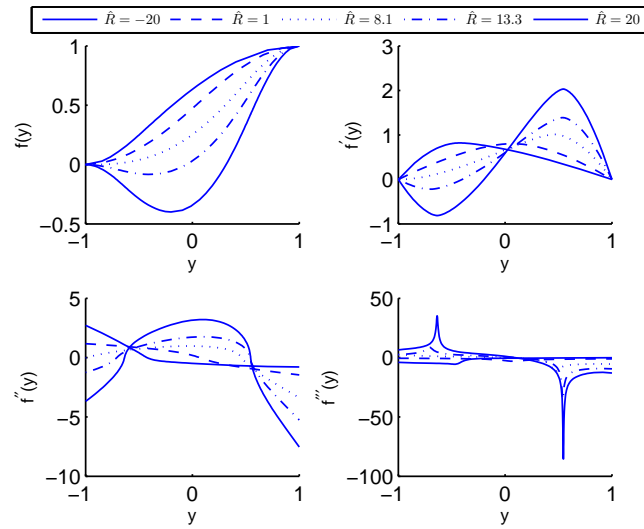 R̂ = −20 R̂ = 1 R̂ = 8.1 R̂ = 13.3 R̂ = 20
1
0.5
0
−0.5
−1 0 1
y
f(y)
3
2
1
0
−1
−1 0 1
y
f′(y)
5
0
−5
−10
−1 0 1
y
f′′(y)
50
0
−50
−100
−1 0 1
y
f′′′(y)